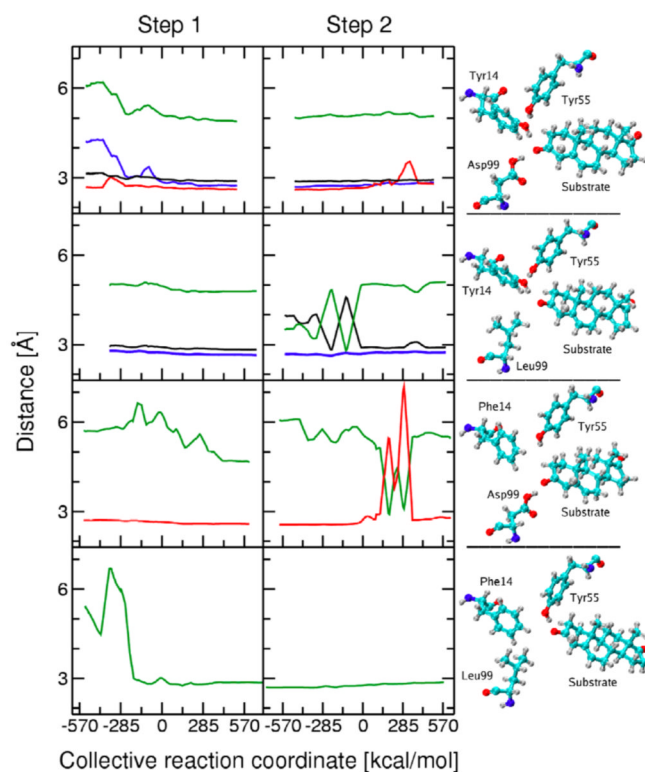 Step 1
Step 2
Distance [Å]
6
3
Tyr14
Tyr55
Asp99
Substrate
6
3
Tyr55
Tyr14
Substrate
Leu99
6
3
Phe14
Tyr55
Asp99
Substrate
6
3
Phe14
Tyr55
Leu99
Substrate
-570 -285 0 285 -570 -285 0 285 570
Collective reaction coordinate [kcal/mol]